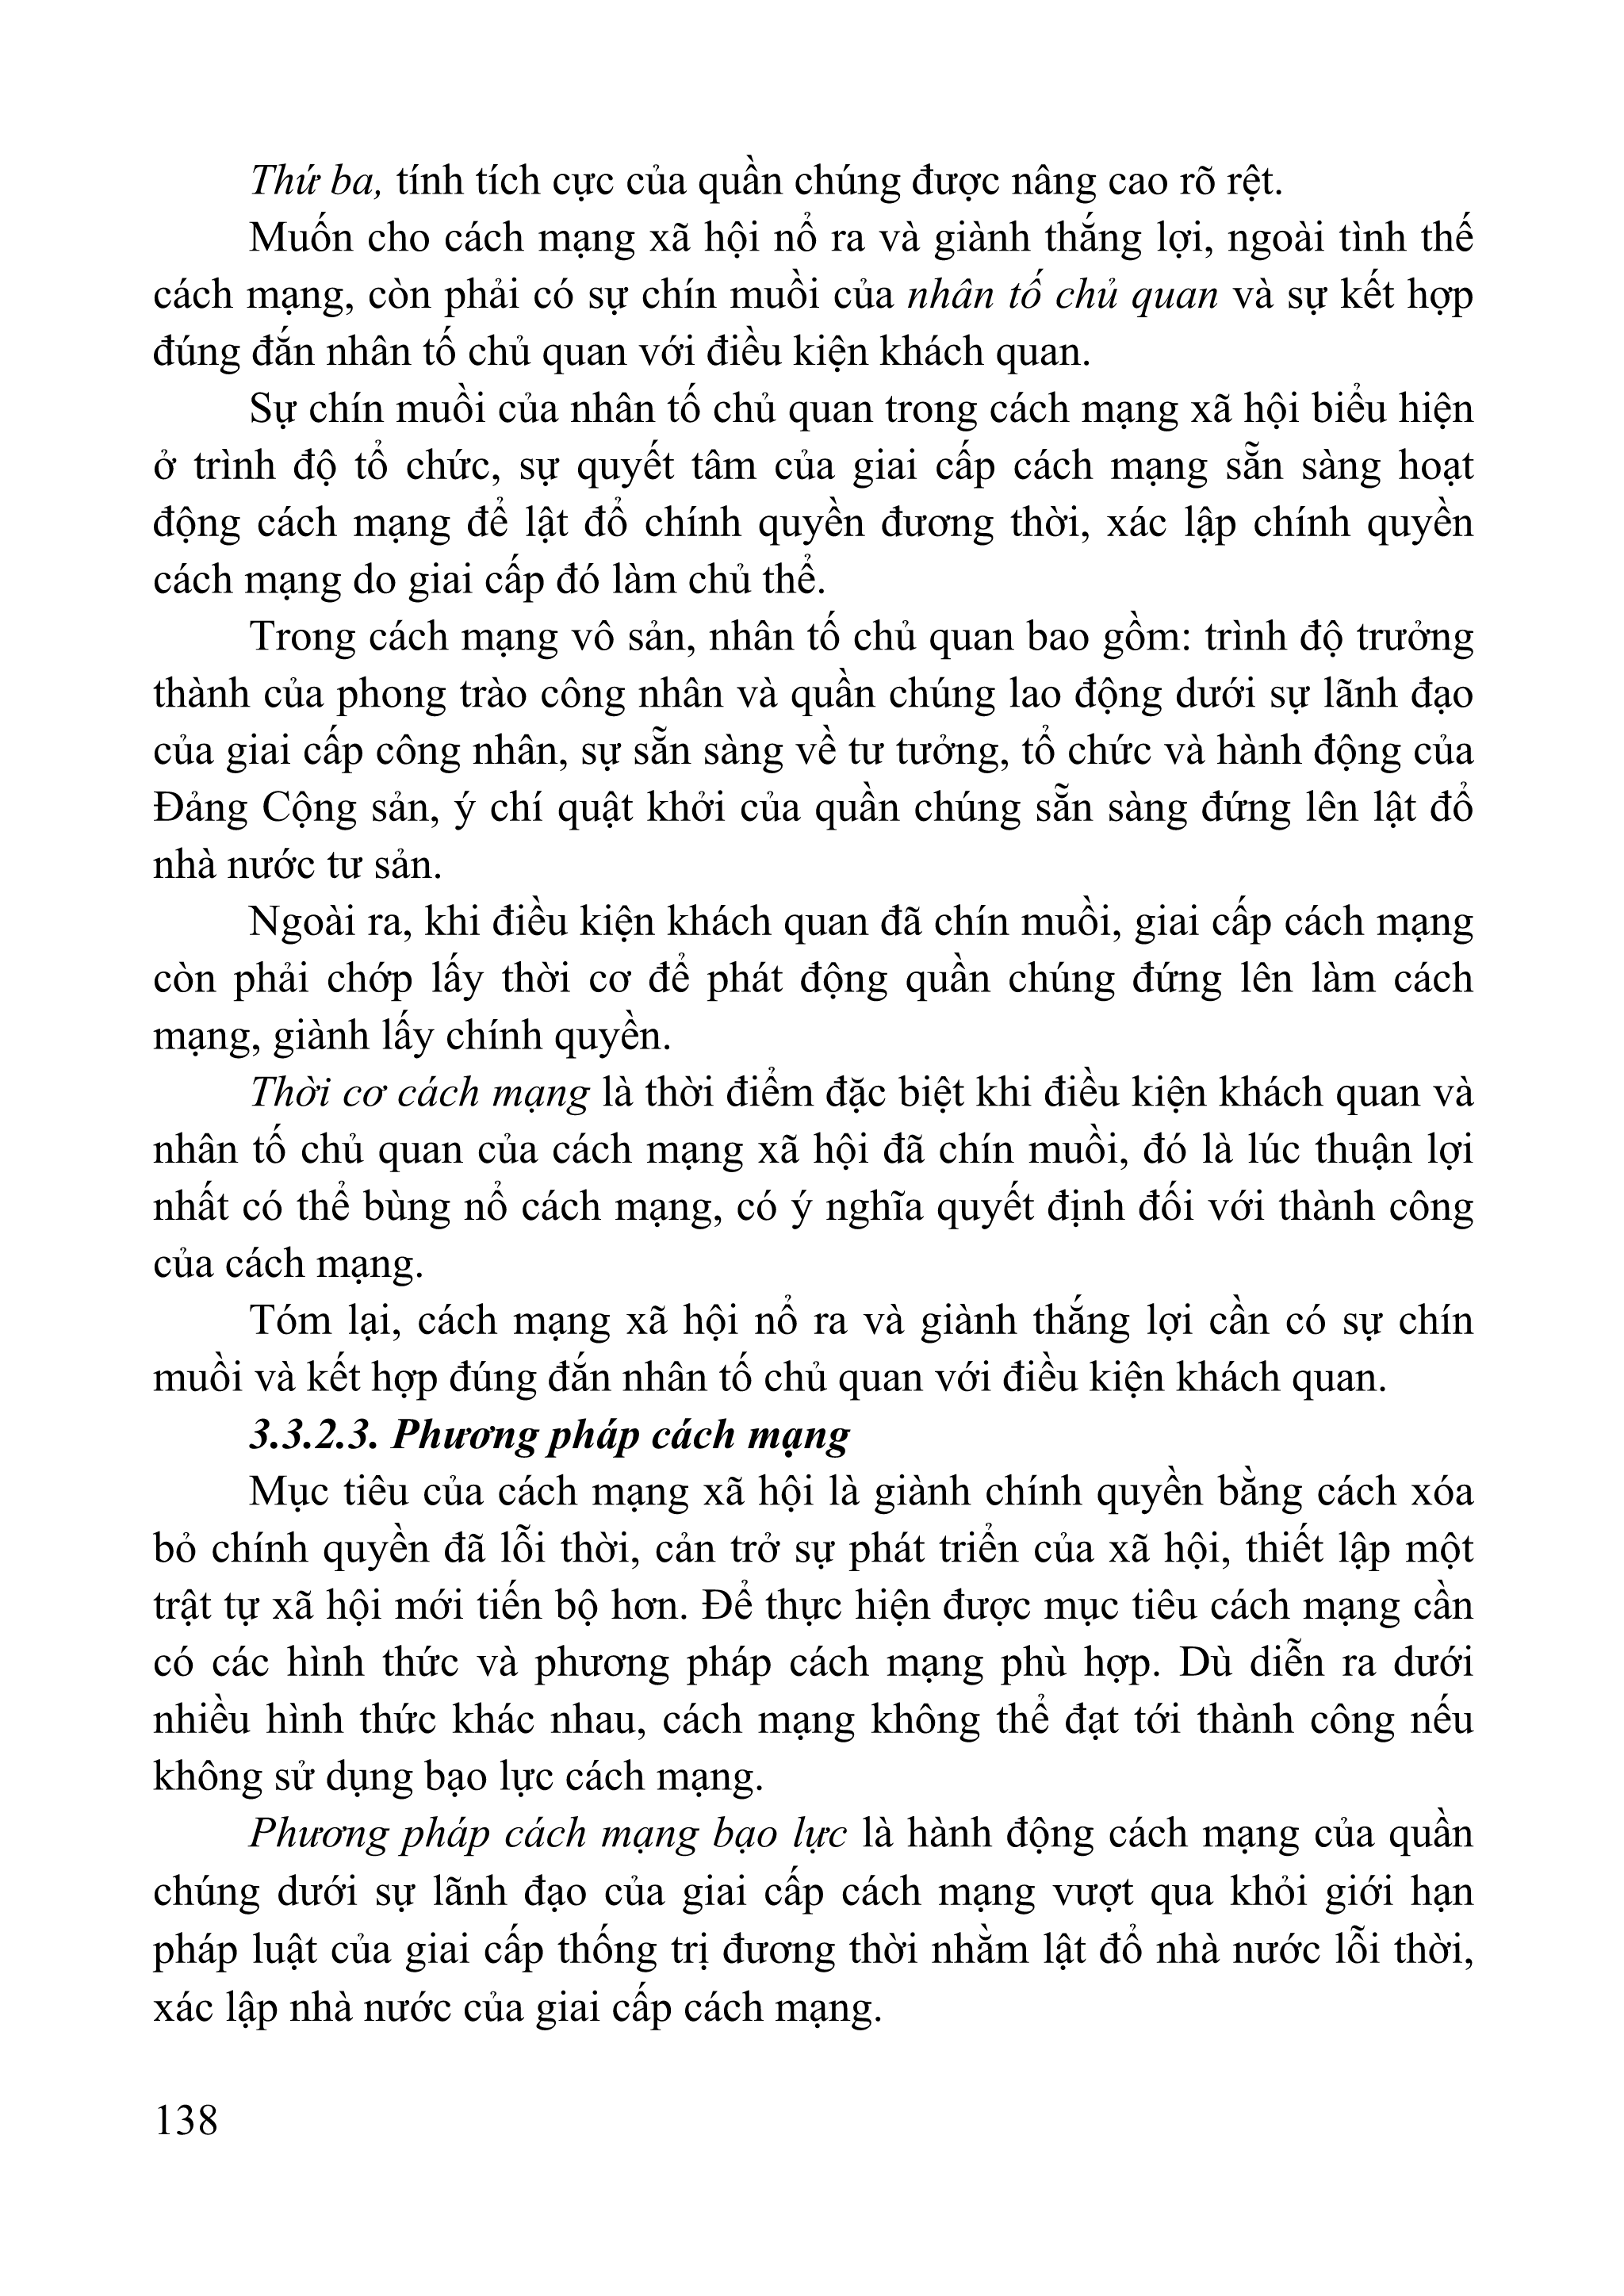 Thứ ba, tính tích cực của quần chúng được nâng cao rõ rệt.
Muốn cho cách mạng xã hội nổ ra và giành thắng lợi, ngoài tình thế
cách mạng, còn phải có sự chín muồi của nhân tố chủ quan và sự kết hợp
đúng đắn nhân tố chủ quan với điều kiện khách quan.
Sự chín muồi của nhân tố chủ quan trong cách mạng xã hội biểu hiện
ở trình độ tổ chức, sự quyết tâm của giai cấp cách mạng sẵn sàng hoạt
động cách mạng để lật đổ chính quyền đương thời, xác lập chính quyền
cách mạng do giai cấp đó làm chủ thể.
Trong cách mạng vô sản, nhân tố chủ quan bao gồm: trình độ trưởng
thành của phong trào công nhân và quần chúng lao động dưới sự lãnh đạo
của giai cấp công nhân, sự sẵn sàng về tư tưởng, tổ chức và hành động của
Đảng Cộng sản, ý chí quật khởi của quần chúng sẵn sàng đứng lên lật đổ
nhà nước tư sản.
Ngoài ra, khi điều kiện khách quan đã chín muồi, giai cấp cách mạng
còn phải chớp lấy thời cơ để phát động quần chúng đứng lên làm cách
mạng, giành lấy chính quyền.
Thời cơ cách mạng là thời điểm đặc biệt khi điều kiện khách quan và
nhân tố chủ quan của cách mạng xã hội đã chín muồi, đó là lúc thuận lợi
nhất có thể bùng nổ cách mạng, có ý nghĩa quyết định đối với thành công
của cách mạng.
Tóm lại, cách mạng xã hội nổ ra và giành thắng lợi cần có sự chín
muồi và kết hợp đúng đắn nhân tố chủ quan với điều kiện khách quan.
3.3.2.3. Phương pháp cách mạng
Mục tiêu của cách mạng xã hội là giành chính quyền bằng cách xóa
bỏ chính quyền đã lỗi thời, cản trở sự phát triển của xã hội, thiết lập một
trật tự xã hội mới tiến bộ hơn. Để thực hiện được mục tiêu cách mạng cần
có các hình thức và phương pháp cách mạng phù hợp. Dù diễn ra dưới
nhiều hình thức khác nhau, cách mạng không thể đạt tới thành công nếu
không sử dụng bạo lực cách mạng.
Phương pháp cách mạng bạo lực là hành động cách mạng của quần
chúng dưới sự lãnh đạo của giai cấp cách mạng vượt qua khỏi giới hạn
pháp luật của giai cấp thống trị đương thời nhằm lật đổ nhà nước lỗi thời,
xác lập nhà nước của giai cấp cách mạng.
138